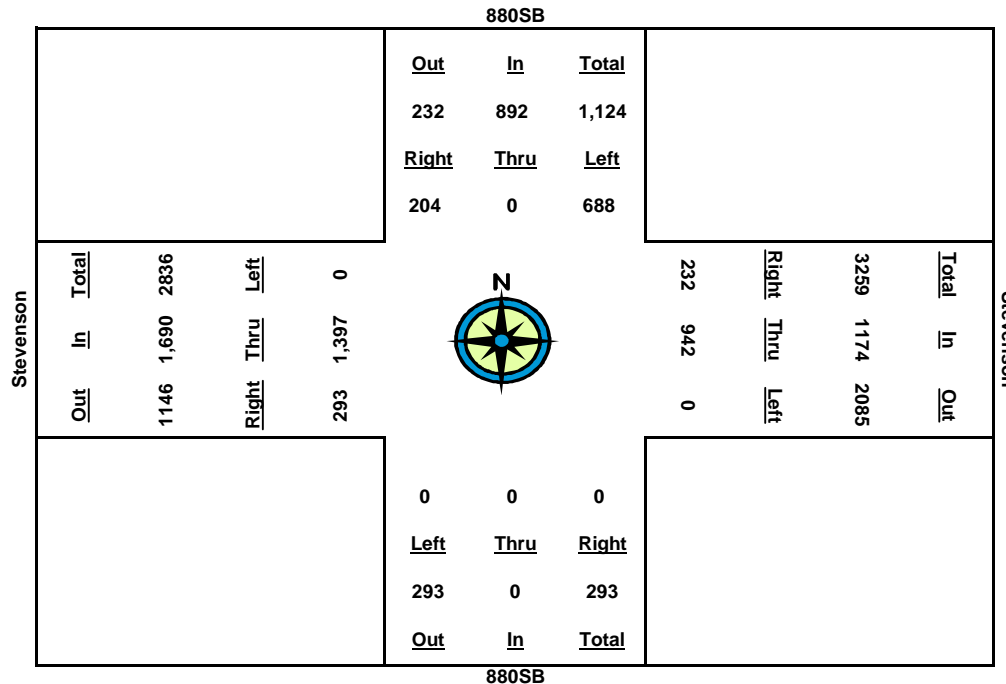 880SB
Out In Total
232 892 1,124
Right Thru Left
204 0 688
Stevenson
Total 2836 Left 0
In 1,690 Thru 1,397
Out 1146 Right 293
N
232 Right 3259 Total
942 Thru 1174 In
0 Left 2085 Out
Stevenson
0 0 0
Left Thru Right
293 0 293
Out In Total
880SB